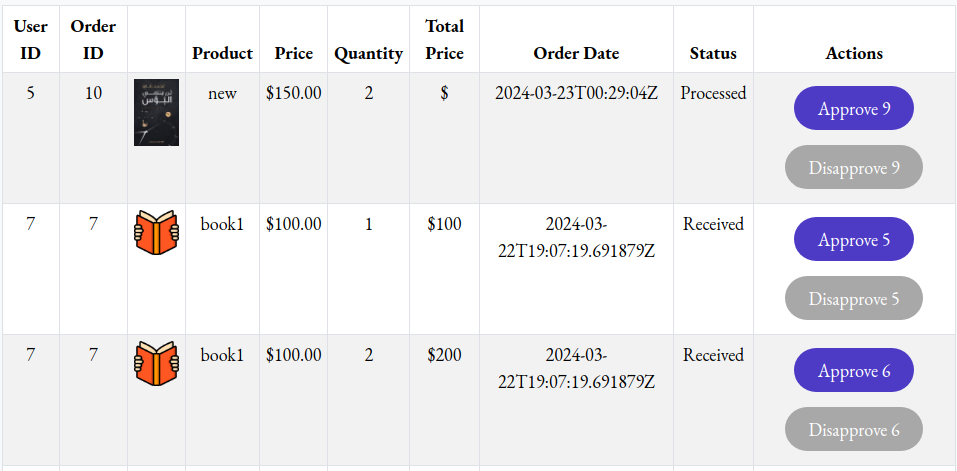 User ID Order ID Product Price Quantity Total Price Order Date Status Actions
5 10 new $150.00 2 $ 2024-03-23T00:29:04Z Processed Approve 9
Disapprove 9
7 7 book1 $100.00 1 $100 2024-03-22T19:07:19.691879Z Received Approve 5
Disapprove 5
7 7 book1 $100.00 2 $200 2024-03-22T19:07:19.691879Z Received Approve 6
Disapprove 6